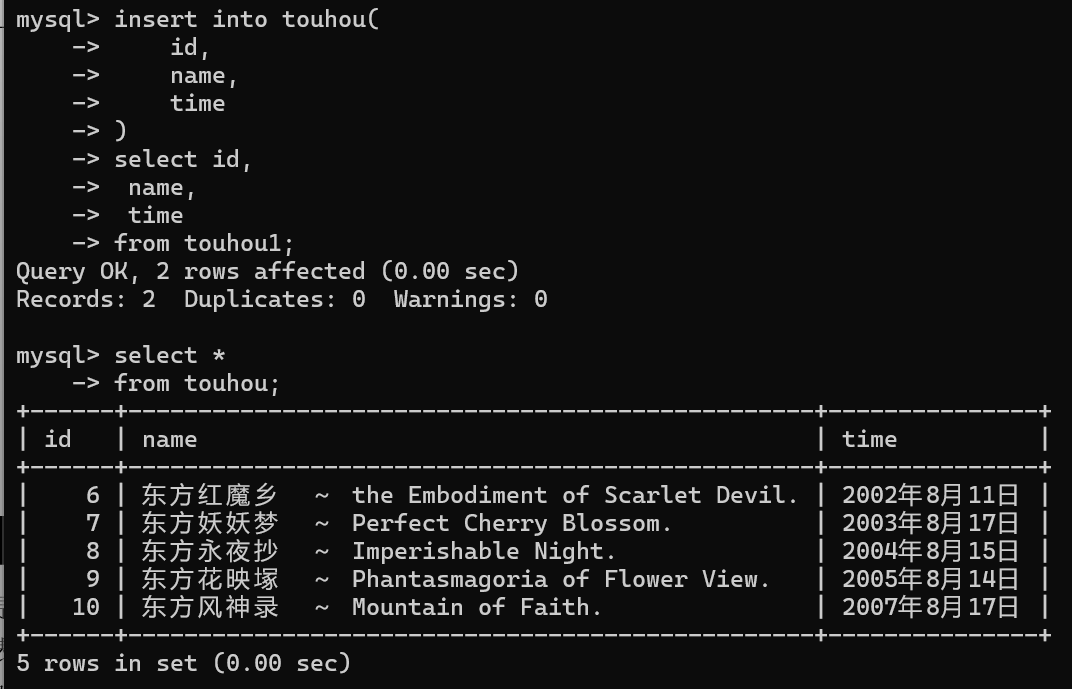 mysql> insert into touhou(
    ->     id,
    ->     name,
    ->     time
    -> )
    -> select id,
    ->  name,
    ->  time
    -> from touhou1;
Query OK, 2 rows affected (0.00 sec)
Records: 2  Duplicates: 0  Warnings: 0
mysql> select *
    -> from touhou;
+------+-------------------------------------------------+---------------+
| id   | name                                            | time          |
+------+-------------------------------------------------+---------------+
|    6 | 东方红魔乡  ~ the Embodiment of Scarlet Devil. | 2002年8月11日 |
|    7 | 东方妖妖梦  ~ Perfect Cherry Blossom.          | 2003年8月17日 |
|    8 | 东方永夜抄  ~ Imperishable Night.              | 2004年8月15日 |
|    9 | 东方花映塚  ~ Phantasmagoria of Flower View.   | 2005年8月14日 |
|   10 | 东方风神录  ~ Mountain of Faith.               | 2007年8月17日 |
+------+-------------------------------------------------+---------------+
5 rows in set (0.00 sec)